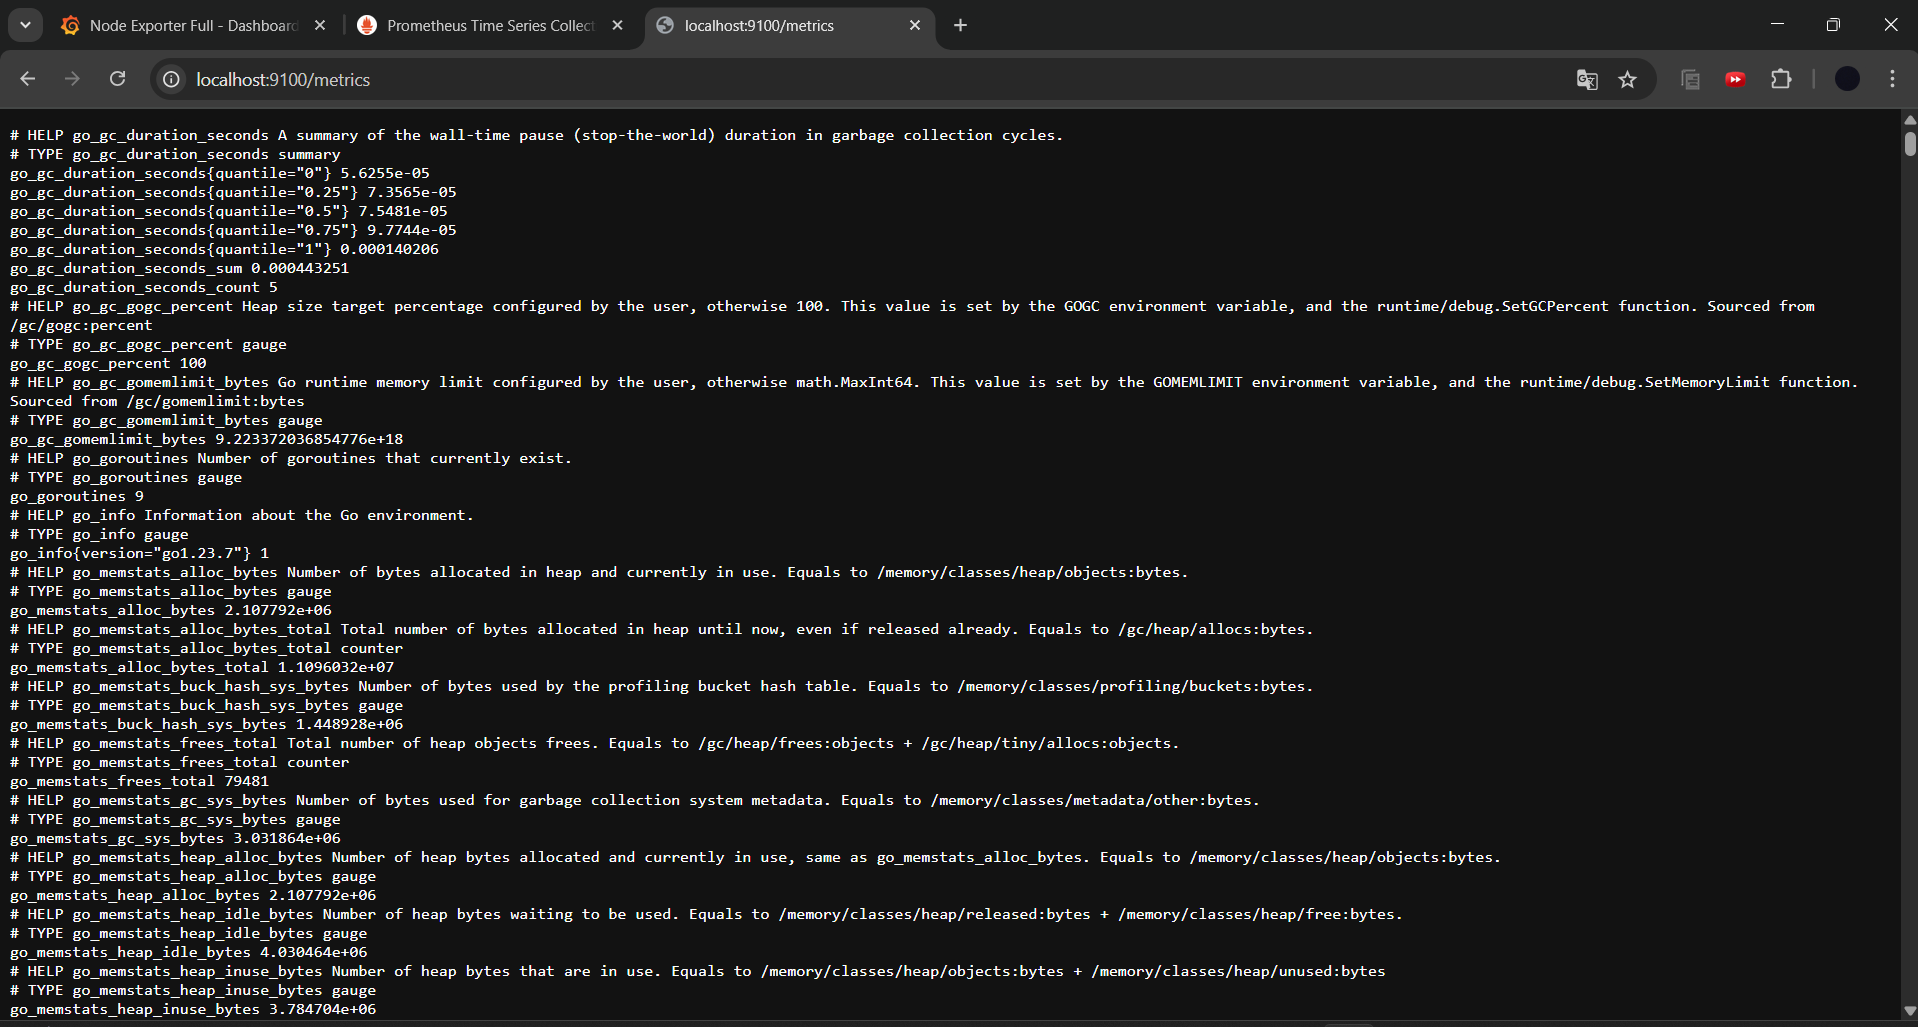 Node Exporter Full - Dashboard
Prometheus Time Series Collect
localhost:9100/metrics
localhost:9100/metrics
# HELP go_gc_duration_seconds A summary of the wall-time pause (stop-the-world) duration in garbage collection cycles.
# TYPE go_gc_duration_seconds summary
go_gc_duration_seconds{quantile="0"} 5.6255e-05
go_gc_duration_seconds{quantile="0.25"} 7.3565e-05
go_gc_duration_seconds{quantile="0.5"} 7.5481e-05
go_gc_duration_seconds{quantile="0.75"} 9.7744e-05
go_gc_duration_seconds{quantile="1"} 0.000140206
go_gc_duration_seconds_sum 0.000443251
go_gc_duration_seconds_count 5
# HELP go_gc_gogc_percent Heap size target percentage configured by the user, otherwise 100. This value is set by the GOGC environment variable, and the runtime/debug.SetGCPercent function. Sourced from
/gc/gogc:percent
# TYPE go_gc_gogc_percent gauge
go_gc_gogc_percent 100
# HELP go_gc_gomemlimit_bytes Go runtime memory limit configured by the user, otherwise math.MaxInt64. This value is set by the GOMEMLIMIT environment variable, and the runtime/debug.SetMemoryLimit function.
Sourced from /gc/gomemlimit:bytes
# TYPE go_gc_gomemlimit_bytes gauge
go_gc_gomemlimit_bytes 9.223372036854776e+18
# HELP go_goroutines Number of goroutines that currently exist.
# TYPE go_goroutines gauge
go_goroutines 9
# HELP go_info Information about the Go environment.
# TYPE go_info gauge
go_info{version="go1.23.7"} 1
# HELP go_memstats_alloc_bytes Number of bytes allocated in heap and currently in use. Equals to /memory/classes/heap/objects:bytes.
# TYPE go_memstats_alloc_bytes gauge
go_memstats_alloc_bytes 2.107792e+06
# HELP go_memstats_alloc_bytes_total Total number of bytes allocated in heap until now, even if released already. Equals to /gc/heap/allocs:bytes.
# TYPE go_memstats_alloc_bytes_total counter
go_memstats_alloc_bytes_total 1.1096032e+07
# HELP go_memstats_buck_hash_sys_bytes Number of bytes used by the profiling bucket hash table. Equals to /memory/classes/profiling/buckets:bytes.
# TYPE go_memstats_buck_hash_sys_bytes gauge
go_memstats_buck_hash_sys_bytes 1.448928e+06
# HELP go_memstats_frees_total Total number of heap objects frees. Equals to /gc/heap/frees:objects + /gc/heap/tiny/allocs:objects.
# TYPE go_memstats_frees_total counter
go_memstats_frees_total 79481
# HELP go_memstats_gc_sys_bytes Number of bytes used for garbage collection system metadata. Equals to /memory/classes/metadata/other:bytes.
# TYPE go_memstats_gc_sys_bytes gauge
go_memstats_gc_sys_bytes 3.031864e+06
# HELP go_memstats_heap_alloc_bytes Number of heap bytes allocated and currently in use, same as go_memstats_alloc_bytes. Equals to /memory/classes/heap/objects:bytes.
# TYPE go_memstats_heap_alloc_bytes gauge
go_memstats_heap_alloc_bytes 2.107792e+06
# HELP go_memstats_heap_idle_bytes Number of heap bytes waiting to be used. Equals to /memory/classes/heap/released:bytes + /memory/classes/heap/free:bytes.
# TYPE go_memstats_heap_idle_bytes gauge
go_memstats_heap_idle_bytes 4.030464e+06
# HELP go_memstats_heap_inuse_bytes Number of heap bytes that are in use. Equals to /memory/classes/heap/objects:bytes + /memory/classes/heap/unused:bytes
# TYPE go_memstats_heap_inuse_bytes gauge
go_memstats_heap_inuse_bytes 3.784704e+06